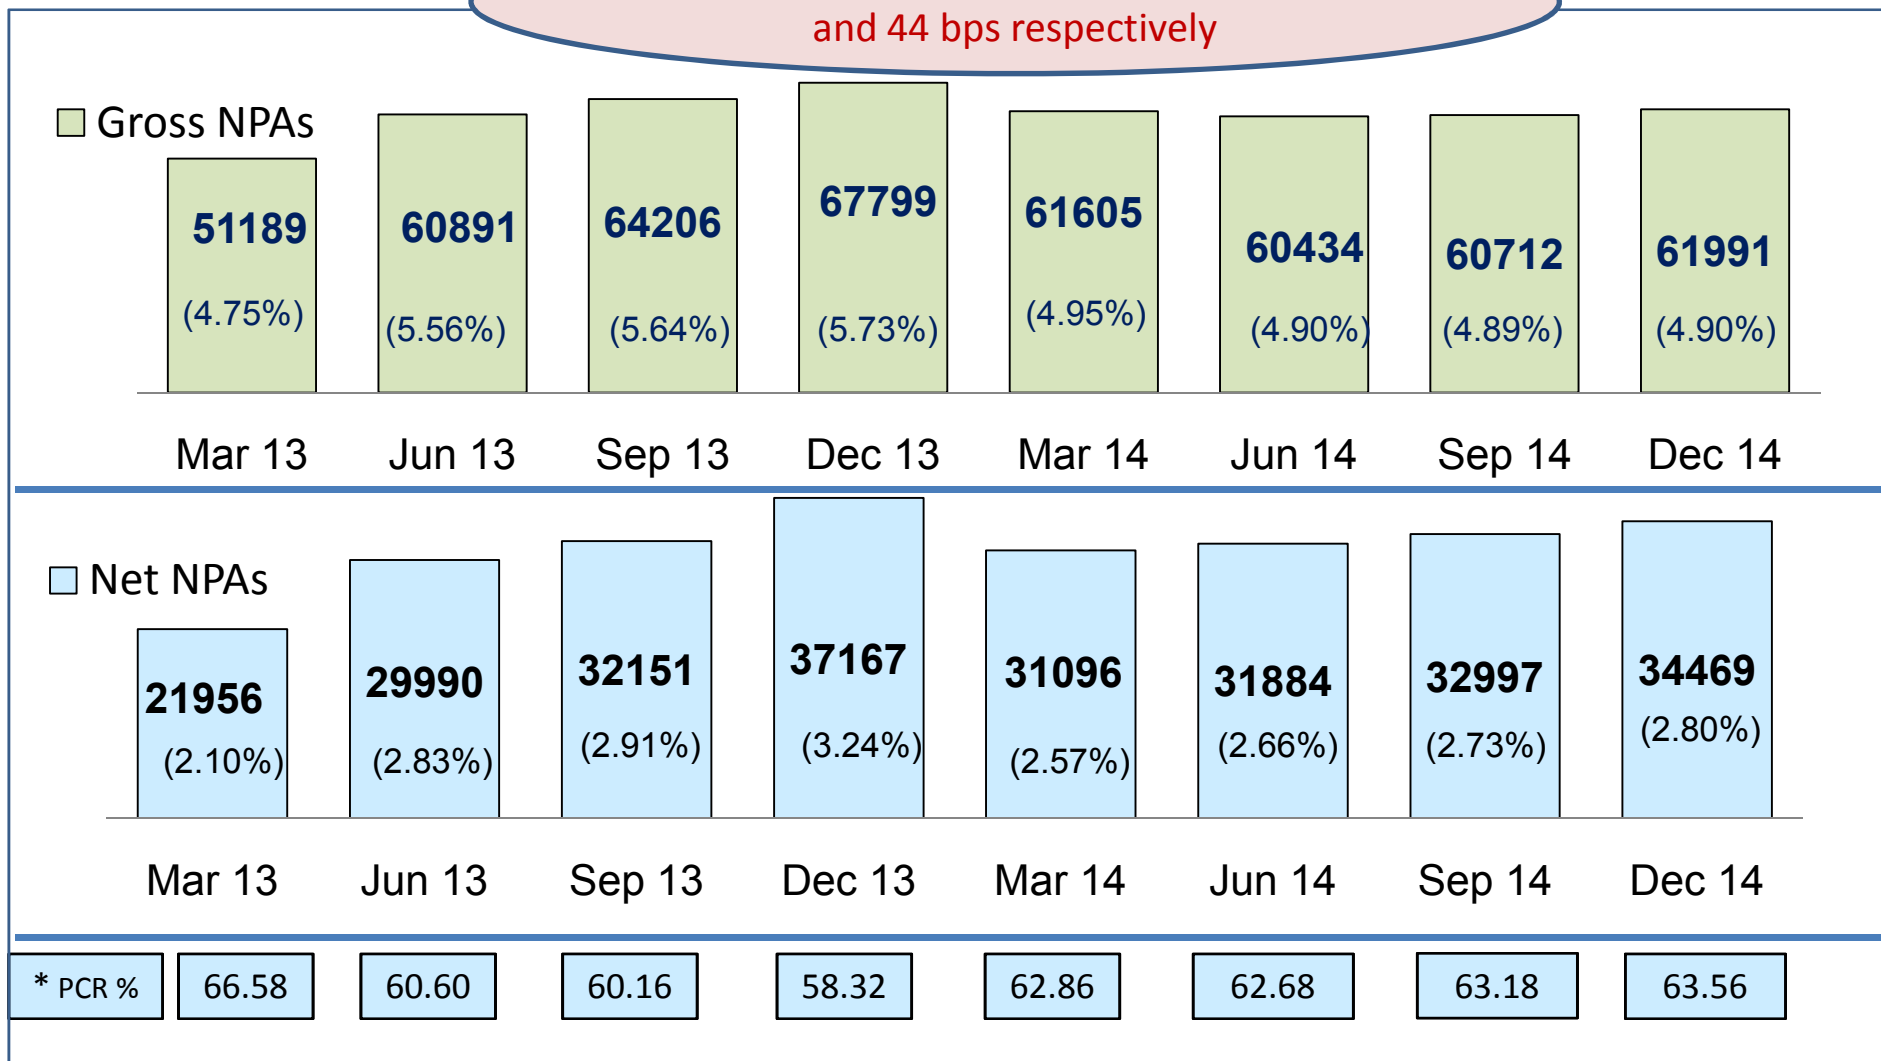 and 44 bps respectively
Gross NPAs
51189 60891 64206 67799 61605 60434 60712 61991
(4.75%) (5.56%) (5.64%) (5.73%) (4.95%) (4.90%) (4.89%) (4.90%)
Mar 13 Jun 13 Sep 13 Dec 13 Mar 14 Jun 14 Sep 14 Dec 14
Net NPAs
21956 29990 32151 37167 31096 31884 32997 34469
(2.10%) (2.83%) (2.91%) (3.24%) (2.57%) (2.66%) (2.73%) (2.80%)
Mar 13 Jun 13 Sep 13 Dec 13 Mar 14 Jun 14 Sep 14 Dec 14
* PCR % 66.58 60.60 60.16 58.32 62.86 62.68 63.18 63.56